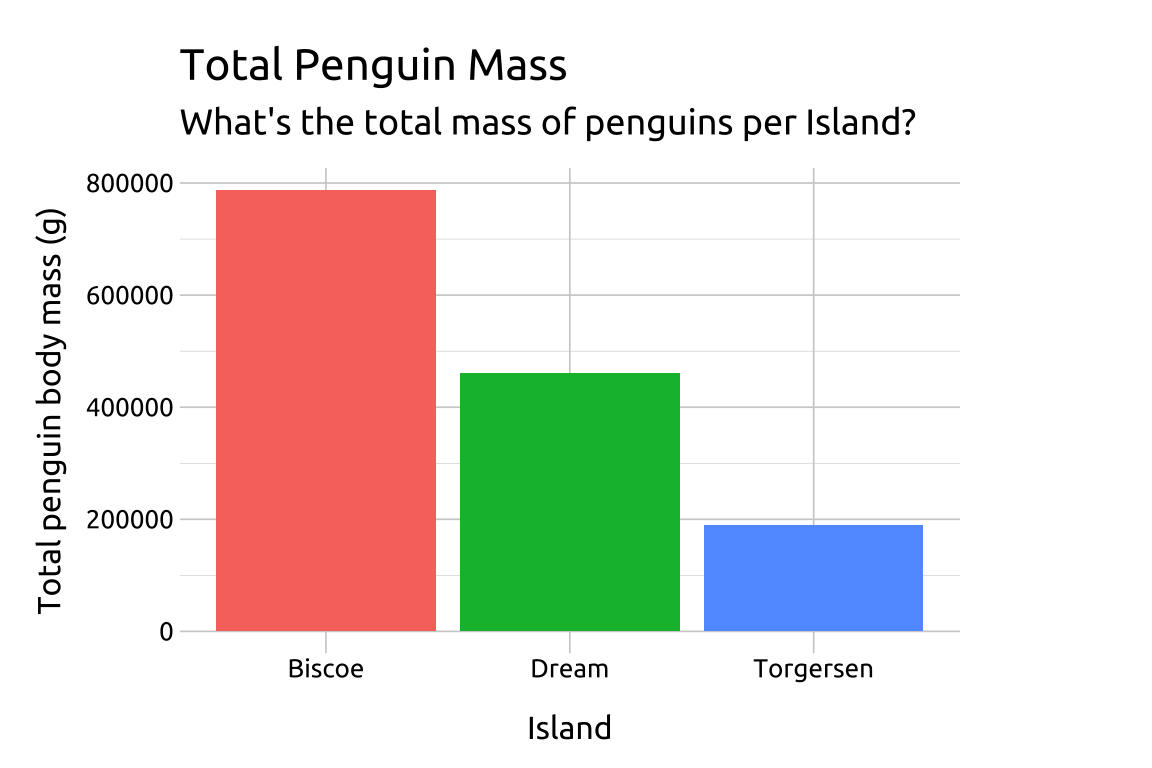 Total Penguin Mass
What's the total mass of penguins per Island?
Total penguin body mass (g)
800000
600000
400000
200000
0
Biscoe Dream Torgersen
Island